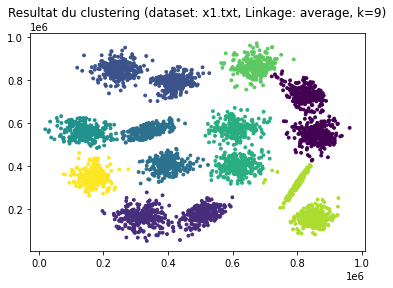 Resultat du clustering (dataset: x1.txt, Linkage: average, k=9)
1e6
1.0
0.8
0.6
0.4
0.2
0.0 0.2 0.4 0.6 0.8 1.0
1e6